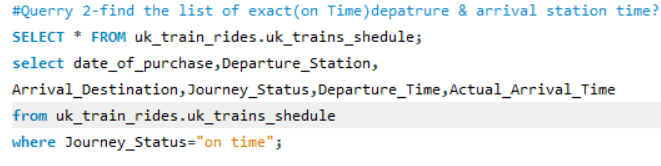 #Querry 2-find the list of exact(on Time)depatrure & arrival station time?
SELECT * FROM uk_train_rides.uk_trains_shedule;
select date_of_purchase,Departure_Station,
Arrival_Destination,Journey_Status,Departure_Time,Actual_Arrival_Time
from uk_train_rides.uk_trains_shedule
where Journey_Status="on time";